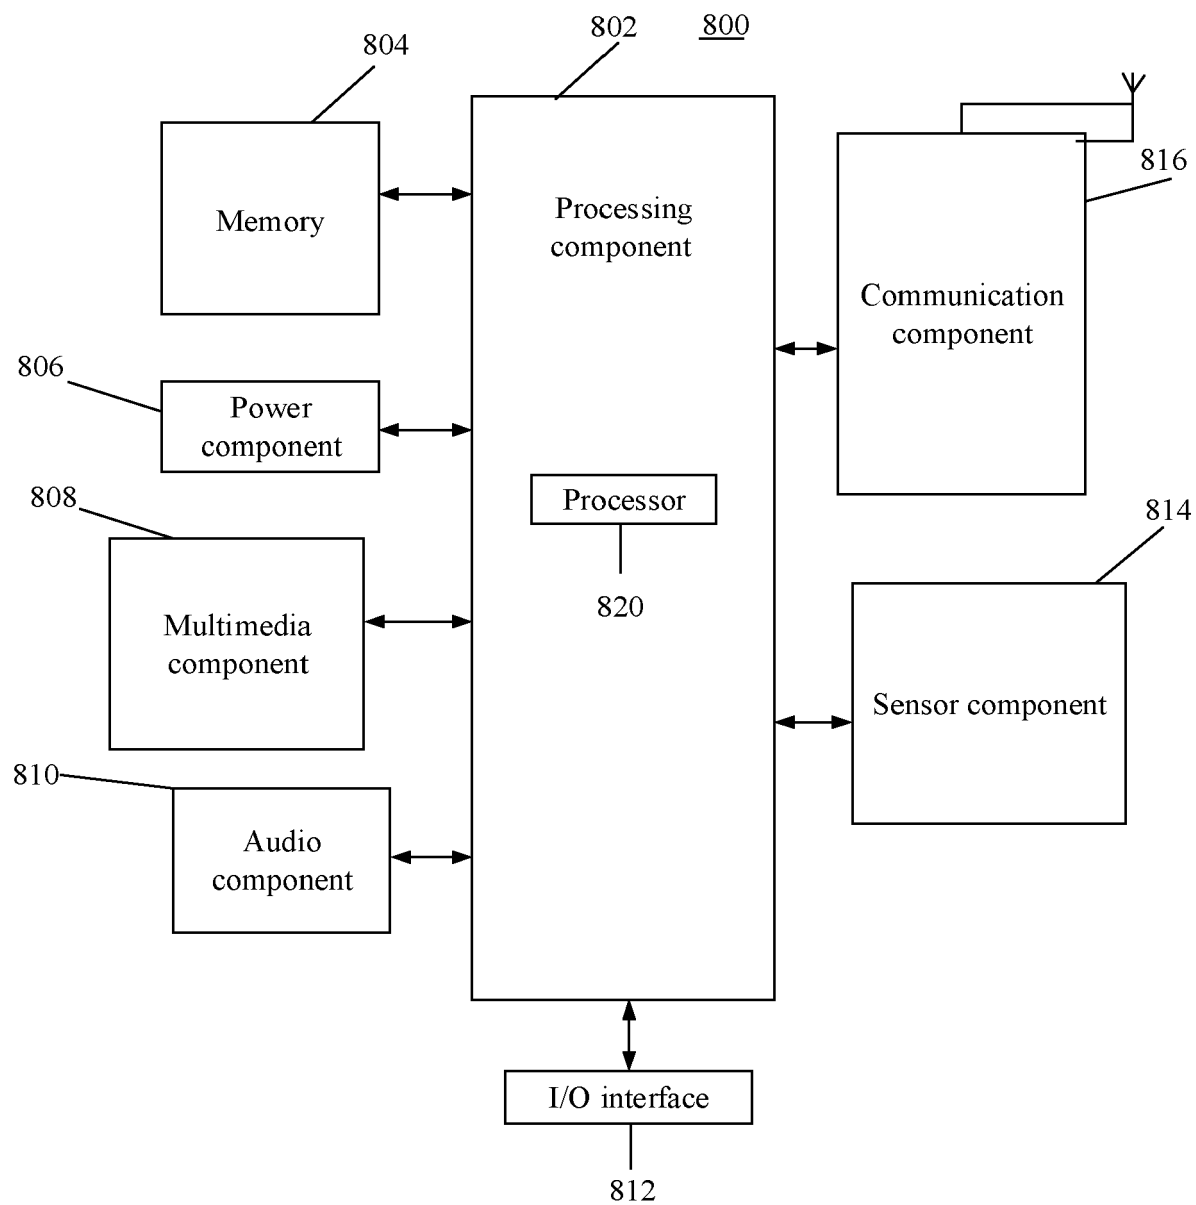 800
802
804
816
Memory
Processing
component
Communication
component
806
Power
component
808
Processor
820
814
Multimedia
component
Sensor component
810
Audio
component
I/O interface
812